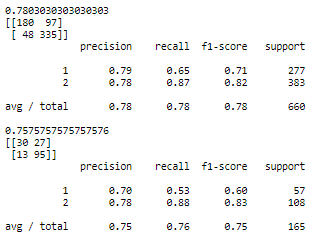 0.7803030303030303
[[180  97]
 [ 48 335]]
             precision    recall  f1-score   support

          1       0.79      0.65      0.71       277
          2       0.78      0.87      0.82       383

avg / total       0.78      0.78      0.78       660

0.7575757575757576
[[30 27]
 [13 95]]
             precision    recall  f1-score   support

          1       0.70      0.53      0.60        57
          2       0.78      0.88      0.83       108

avg / total       0.75      0.76      0.75       165